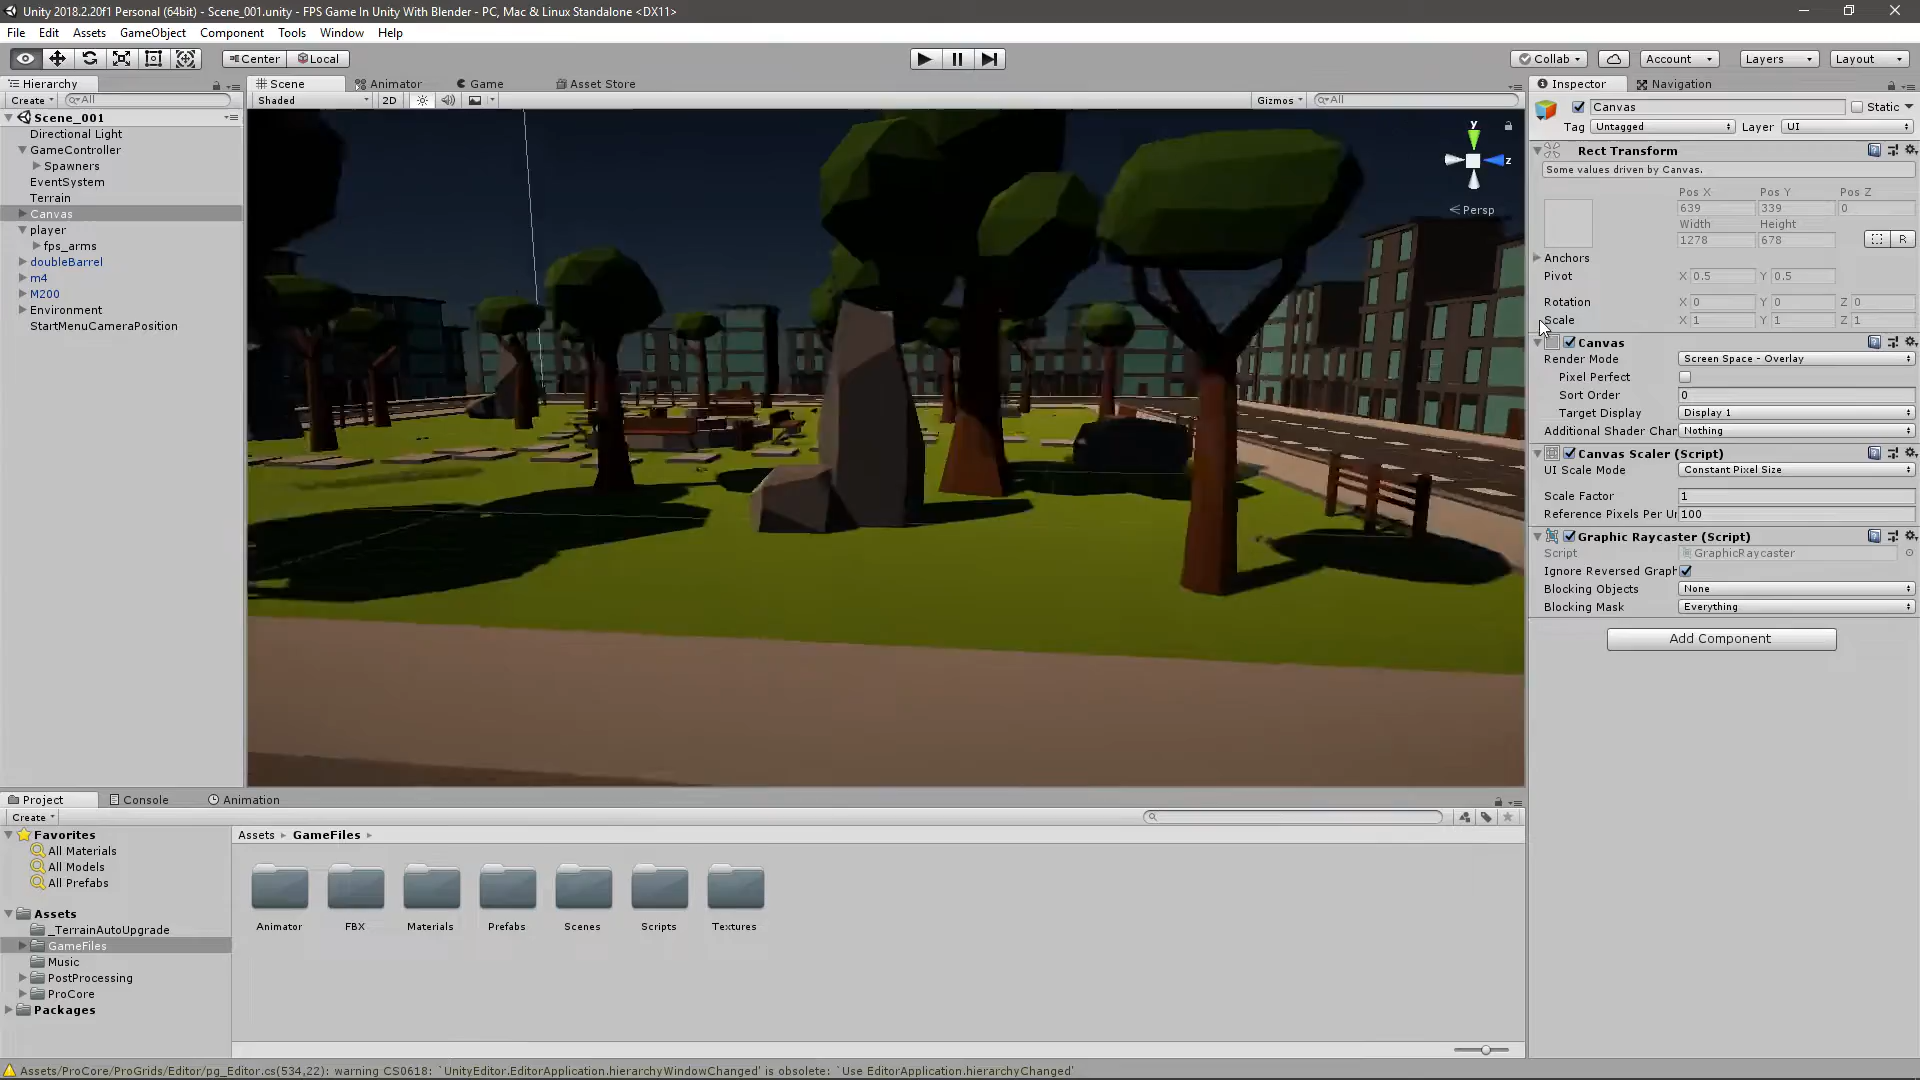 Unity 2018.2.20f1 Personal (64bit) - Scene_001.unity - FPS Game In Unity With Blender - PC, Mac & Linux Standalone <DX11>
File Edit Assets GameObject Component Tools Window Help
Center Local Collab Account Layers Layout
Hierarchy
Create All
Scene_001
Directional Light
GameController
Spawners
EventSystem
Terrain
Canvas
player
fps_arms
doubleBarrel
m4
M200
Environment
StartMenuCameraPosition
Scene Animator Game Asset Store
Shaded 2D Gizmos All
y
z
Persp
Inspector Navigation
Canvas Static
Tag Untagged Layer UI
Rect Transform
Some values driven by Canvas.
Pos X Pos Y Pos Z
639 339 0
Width Height
1278 678 R
Anchors
Pivot X 0.5 Y 0.5
Rotation X 0 Y 0 Z 0
Scale X 1 Y 1 Z 1
Canvas
Render Mode Screen Space - Overlay
Pixel Perfect
Sort Order 0
Target Display Display 1
Additional Shader Char Nothing
Canvas Scaler (Script)
UI Scale Mode Constant Pixel Size
Scale Factor 1
Reference Pixels Per Ur 100
Graphic Raycaster (Script)
Script GraphicRaycaster
Ignore Reversed Graph
Blocking Objects None
Blocking Mask Everything
Add Component
Project Console Animation
Create
Favorites
All Materials
All Models
All Prefabs
Assets
_TerrainAutoUpgrade
GameFiles
Music
PostProcessing
ProCore
Packages
Assets GameFiles
Animator FBX Materials Prefabs Scenes Scripts Textures
Assets/ProCore/ProGrids/Editor/pg_Editor.cs(534,22): warning CS0618: `UnityEditor.EditorApplication.hierarchyWindowChanged' is obsolete: `Use EditorApplication.hierarchyChanged'